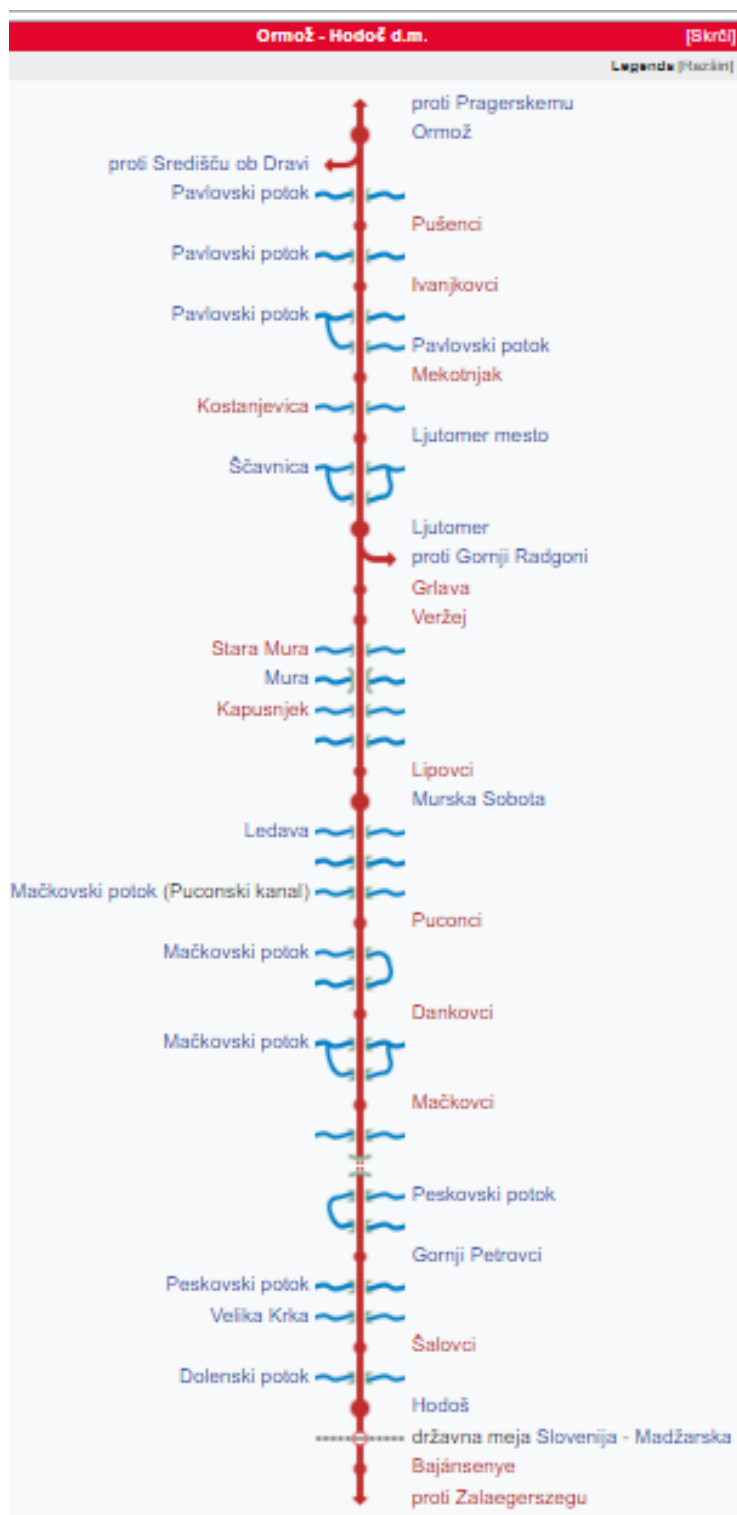 Ormož - Hodoš d.m. [Skrči]
Legenda [Razširi]
proti Pragerskemu
Ormož
proti Središču ob Dravi
Pavlovski potok
Pušenci
Pavlovski potok
Ivanjkovci
Pavlovski potok
Pavlovski potok
Mekotnjak
Kostanjevica
Ljutomer mesto
Ščavnica
Ljutomer
proti Gornji Radgoni
Grlava
Veržej
Stara Mura
Mura
Kapusnjek
Lipovci
Murska Sobota
Ledava
Mačkovski potok (Puconski kanal)
Puconci
Mačkovski potok
Dankovci
Mačkovski potok
Mačkovci
Peskovski potok
Gornji Petrovci
Peskovski potok
Velika Krka
Šalovci
Dolenski potok
Hodoš
državna meja Slovenija - Madžarska
Bajánsenye
proti Zalaegerszegu